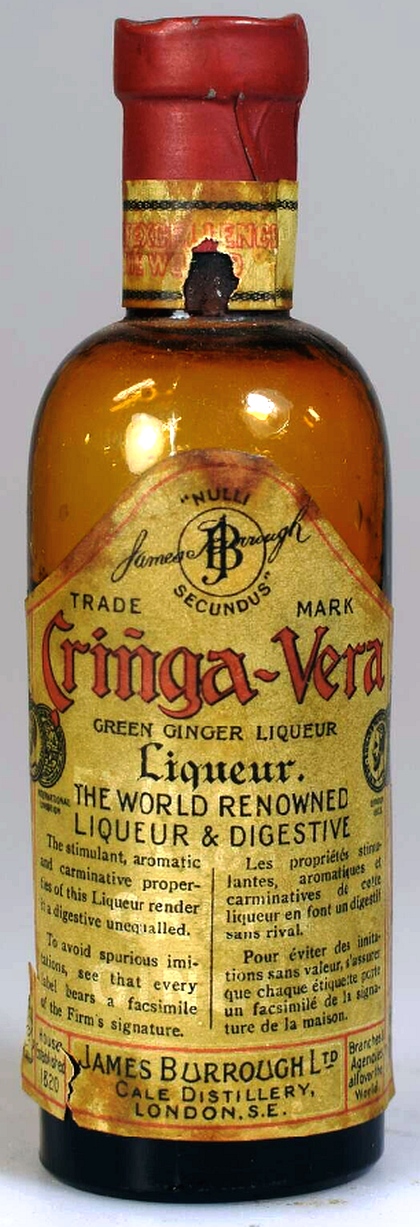 EXCELLENCE
THE WO D
"NULLI
James Burrough
JB
SECUNDUS"
TRADE MARK
Criñga-Vera
GREEN GINGER LIQUEUR
Liqueur.
THE WORLD RENOWNED
LIQUEUR & DIGESTIVE
The stimulant, aromatic
and carminative proper-
ties of this Liqueur render
it a digestive unequalled.
To avoid spurious imi-
tations, see that every
label bears a facsimile
of the Firm's signature.
Les propriétés stimu-
lantes, aromatiques et
carminatives de cette
liqueur en font un digestif
sans rival.
Pour éviter des imita-
tions sans valeur, s'assurer
que chaque étiquette porte
un facsimilé de la signa-
ture de la maison.
House
Established
1820
JAMES BURROUGH LTD
CALE DISTILLERY,
LONDON. S.E.
Branches &
Agencies
all over the
World.